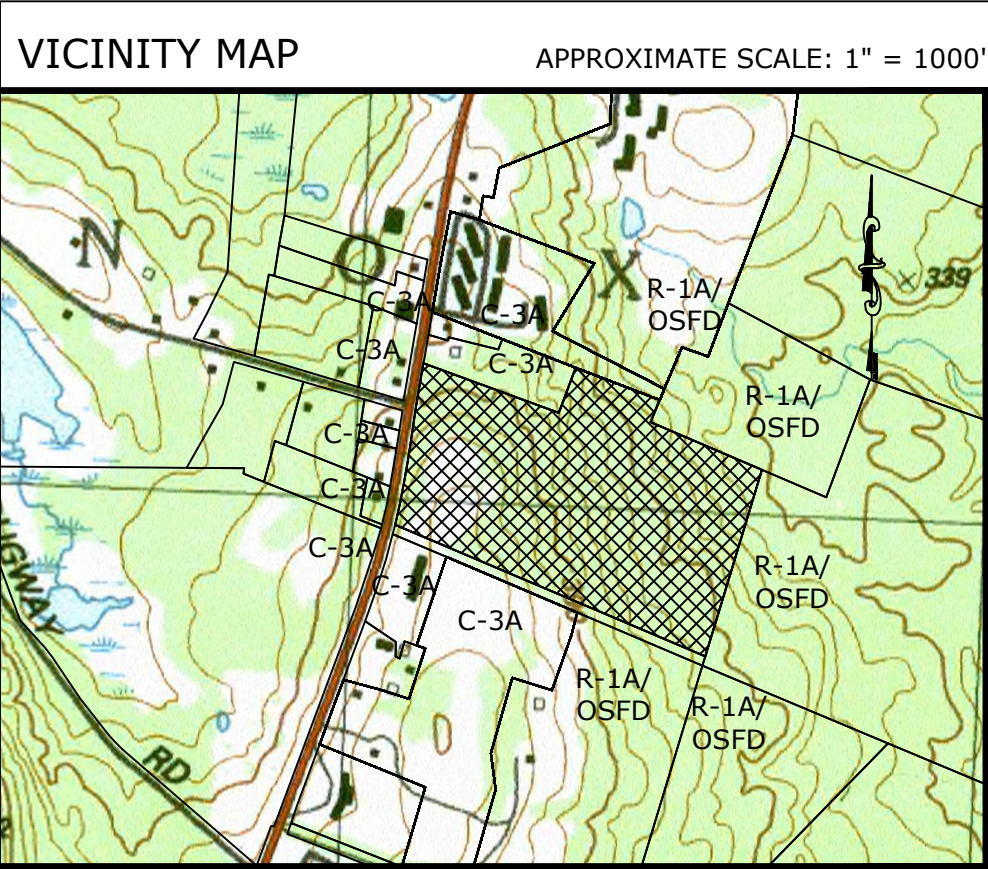 VICINITY MAP
APPROXIMATE SCALE: 1" = 1000'
N
O
X
R-1A/
OSFD
339
C-3A
C-3A
C-3A
C-3A
R-1A/
OSFD
C-3A
C-3A
C-3A
R-1A/
OSFD
C-3A
C-3A
R-1A/
OSFD
R-1A/
OSFD
RD